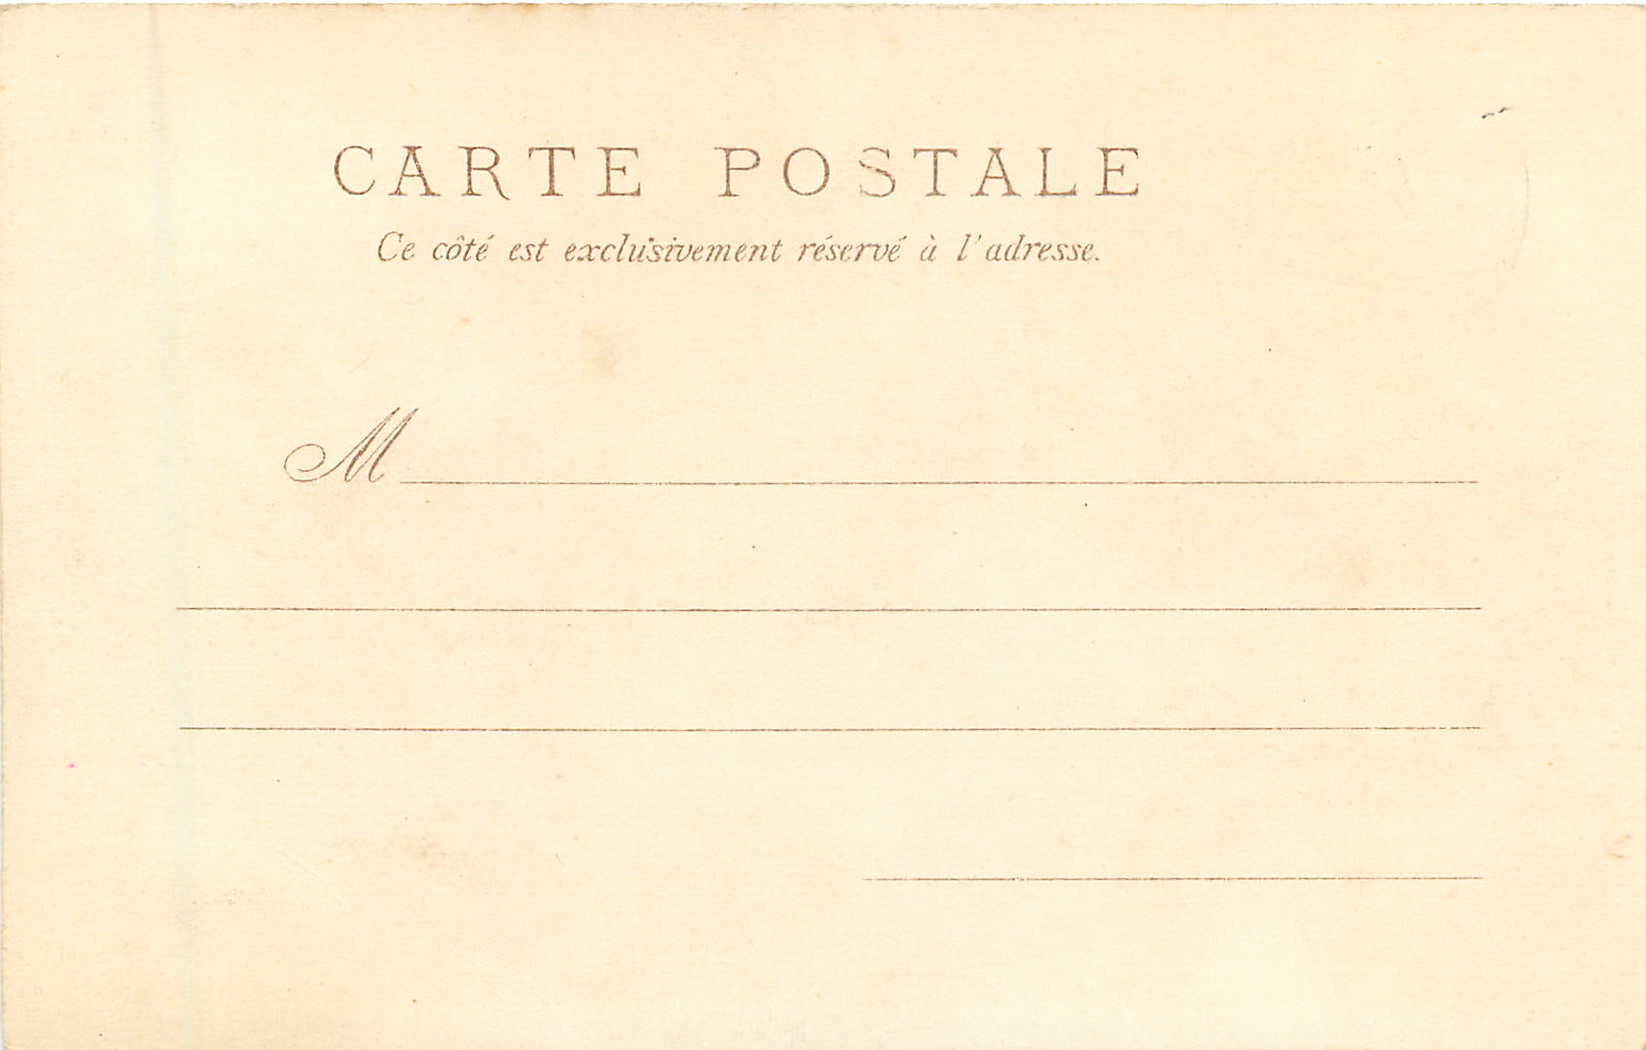 CARTE POSTALE
Ce côté est exclusivement réservé à l'adresse.
M